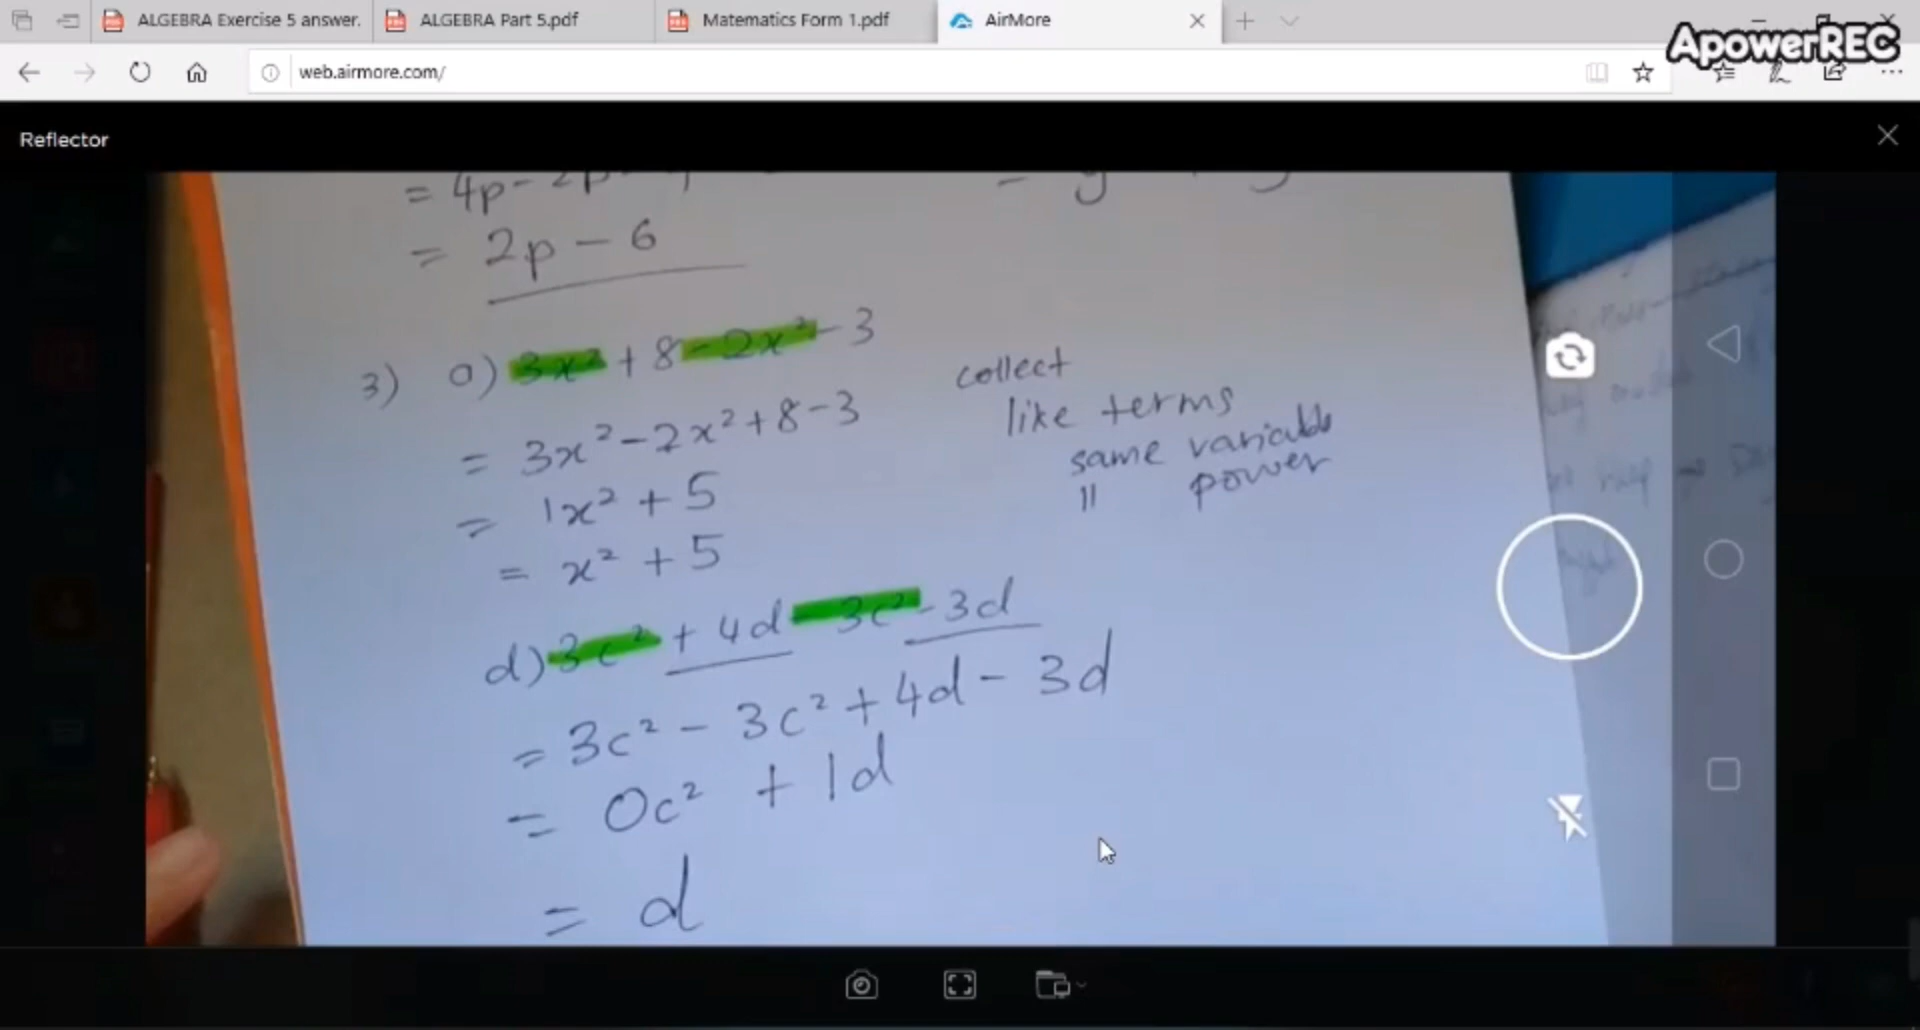 ALGEBRA Exercise 5 answer.
ALGEBRA Part 5.pdf
Matematics Form 1.pdf
AirMore
ApowerREC
web.airmore.com/
Reflector
= 4p - 2p
= 2p - 6
3) a) 3x² + 8 - 2x² - 3
= 3x² - 2x² + 8 - 3
= 1x² + 5
= x² + 5
collect
like terms
same variable
" power
d) 3c² + 4d - 3c² - 3d
= 3c² - 3c² + 4d - 3d
= 0c² + 1d
= d